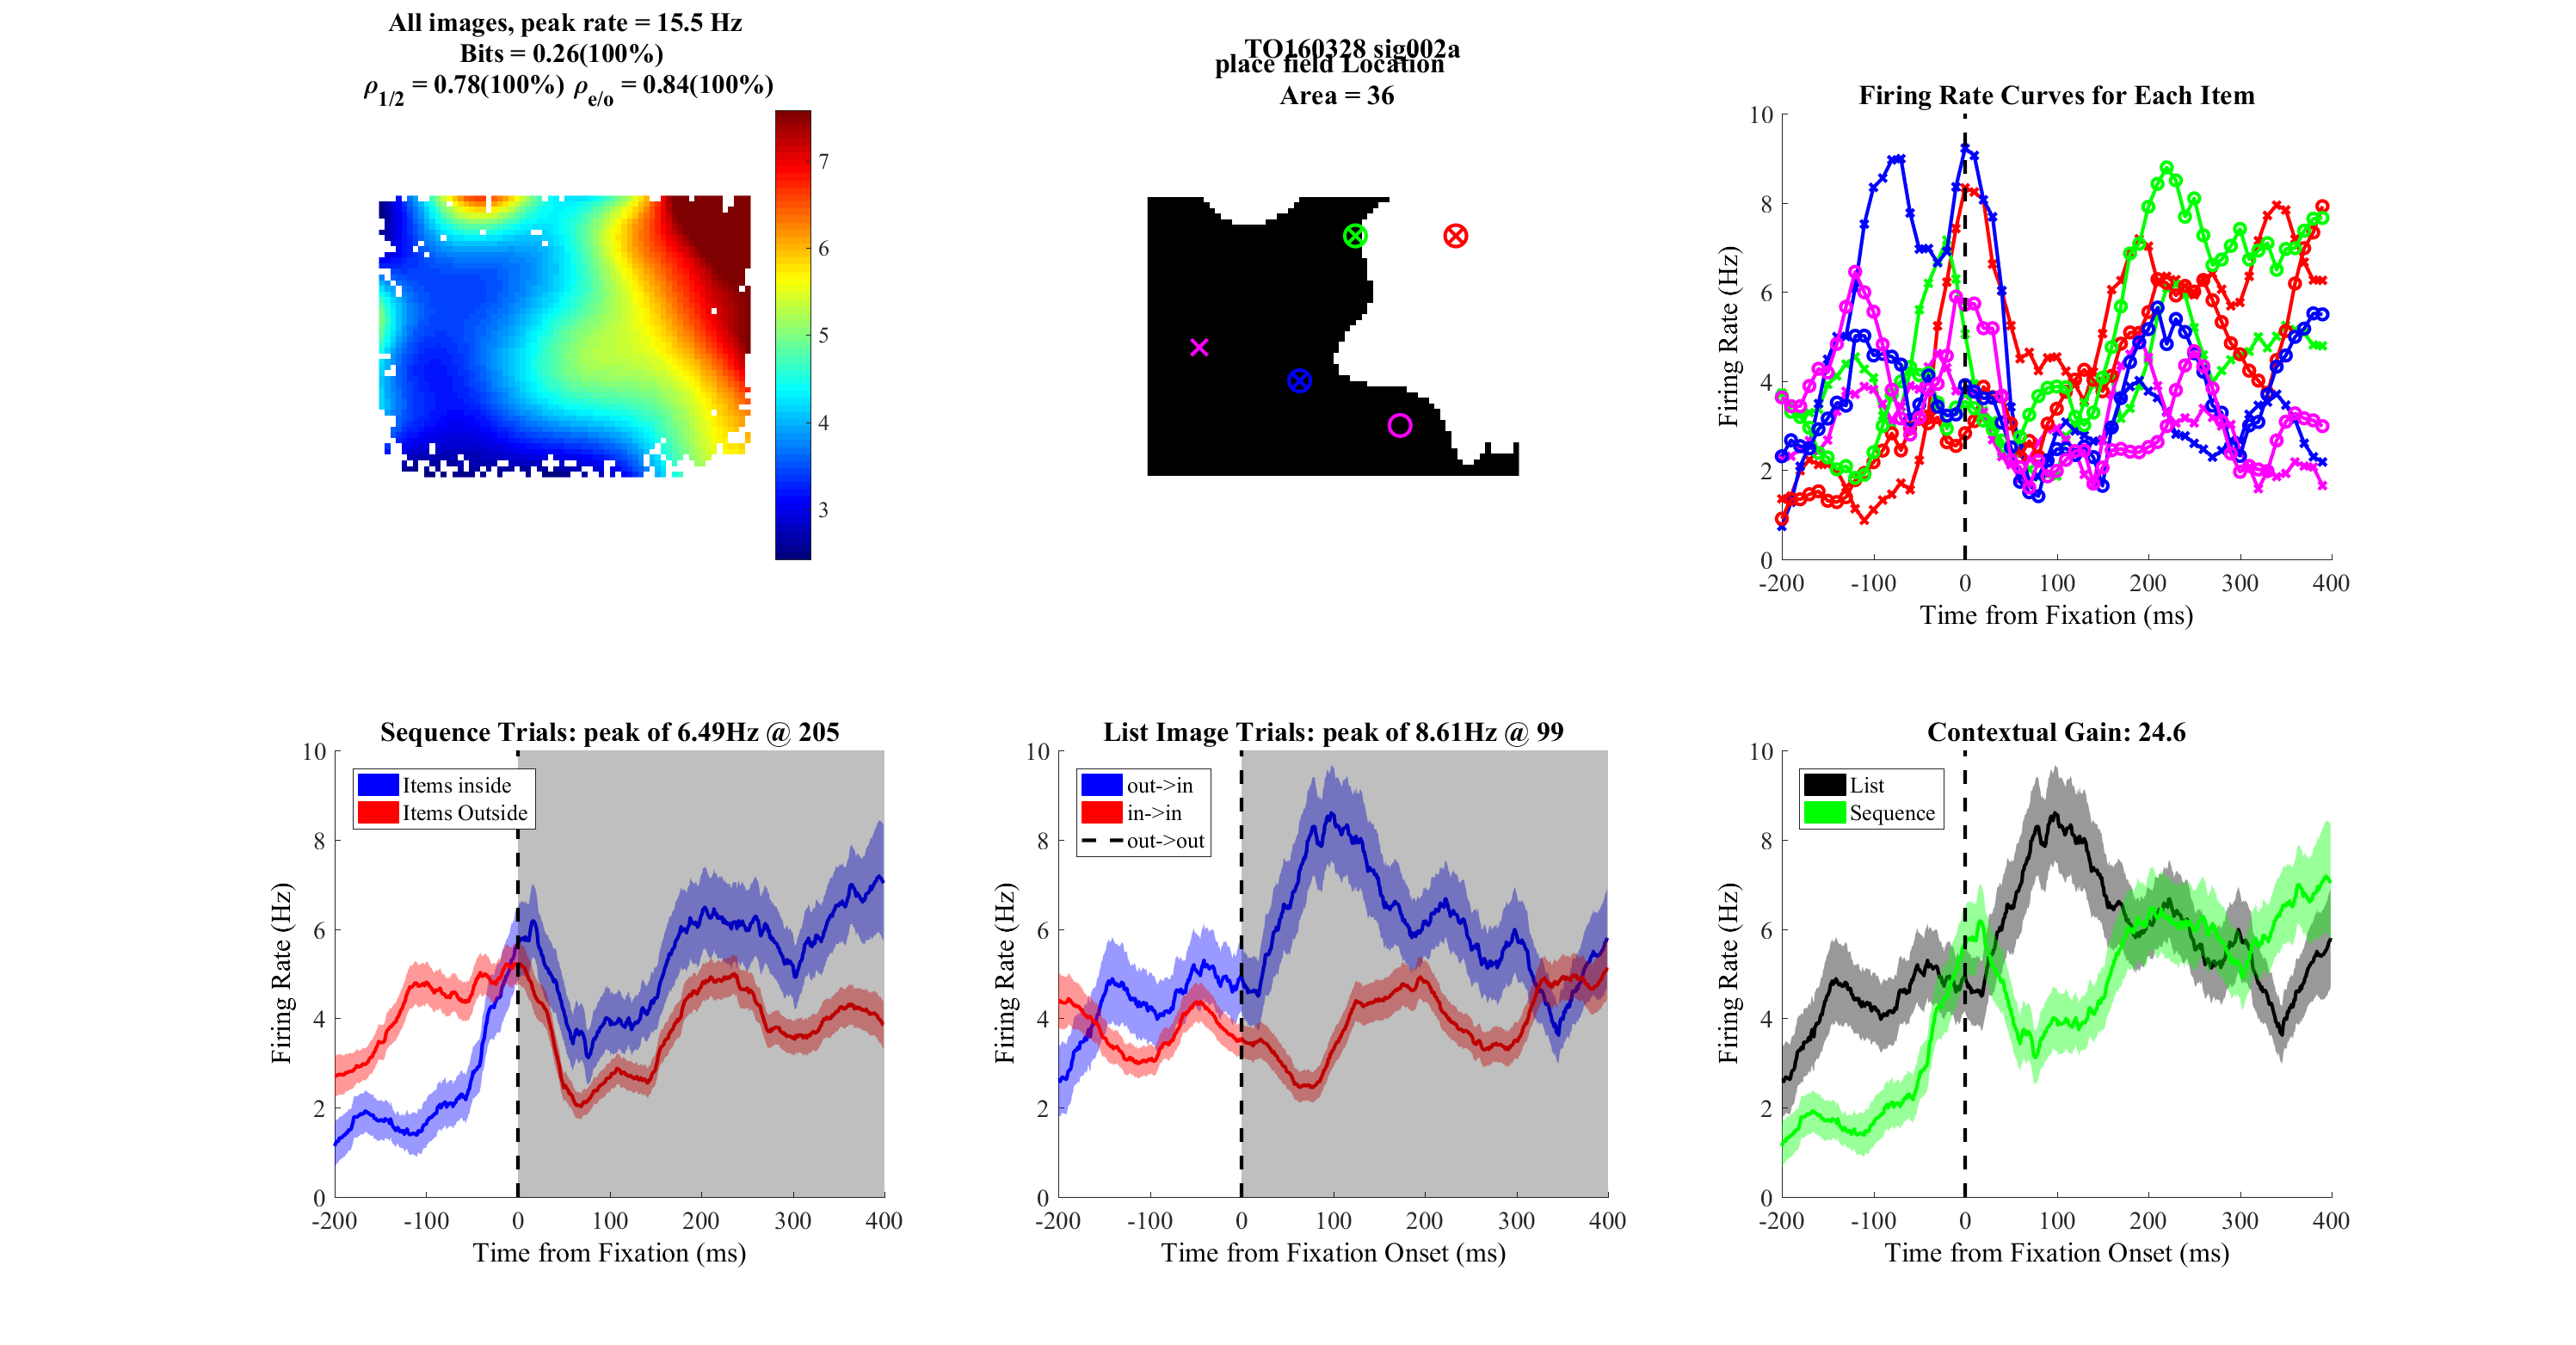 All images, peak rate = 15.5 Hz
Bits = 0.26(100%)
ρ1/2 = 0.78(100%) ρe/o = 0.84(100%)
7
6
5
4
3
TO160328 sig002a
place field Location
Area = 36
Firing Rate Curves for Each Item
10
8
6
4
2
0
Firing Rate (Hz)
-200 -100 0 100 200 300 400
Time from Fixation (ms)
Sequence Trials: peak of 6.49Hz @ 205
Items inside
Items Outside
10
8
6
4
2
0
Firing Rate (Hz)
-200 -100 0 100 200 300 400
Time from Fixation (ms)
List Image Trials: peak of 8.61Hz @ 99
out->in
in->in
out->out
10
8
6
4
2
0
Firing Rate (Hz)
-200 -100 0 100 200 300 400
Time from Fixation Onset (ms)
Contextual Gain: 24.6
List
Sequence
10
8
6
4
2
0
Firing Rate (Hz)
-200 -100 0 100 200 300 400
Time from Fixation Onset (ms)